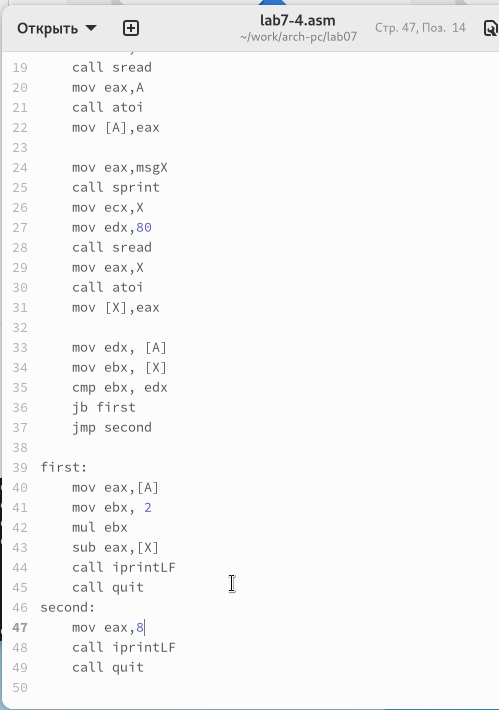 Открыть
lab7-4.asm
~/work/arch-pc/lab07
Стр. 47, Поз. 14
19 call sread
20 mov eax,A
21 call atoi
22 mov [A],eax
23
24 mov eax,msgX
25 call sprint
26 mov ecx,X
27 mov edx,80
28 call sread
29 mov eax,X
30 call atoi
31 mov [X],eax
32
33 mov edx, [A]
34 mov ebx, [X]
35 cmp ebx, edx
36 jb first
37 jmp second
38
39 first:
40 mov eax,[A]
41 mov ebx, 2
42 mul ebx
43 sub eax,[X]
44 call iprintLF
45 call quit
46 second:
47 mov eax,8
48 call iprintLF
49 call quit
50